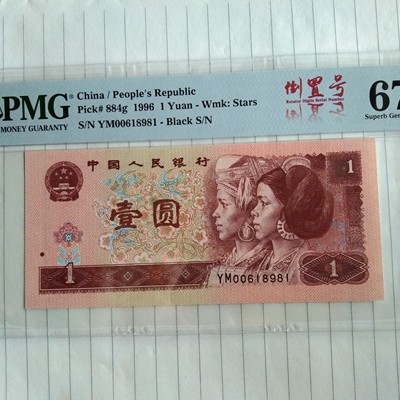 PMG®
MONEY GUARANTY
China / People's Republic
Pick# 884g 1996 1 Yuan - Wmk: Stars
S/N YM00618981 - Black S/N
倒置号
67
Superb Gem
中国人民银行
壹圆
1
1
1
YM00618981